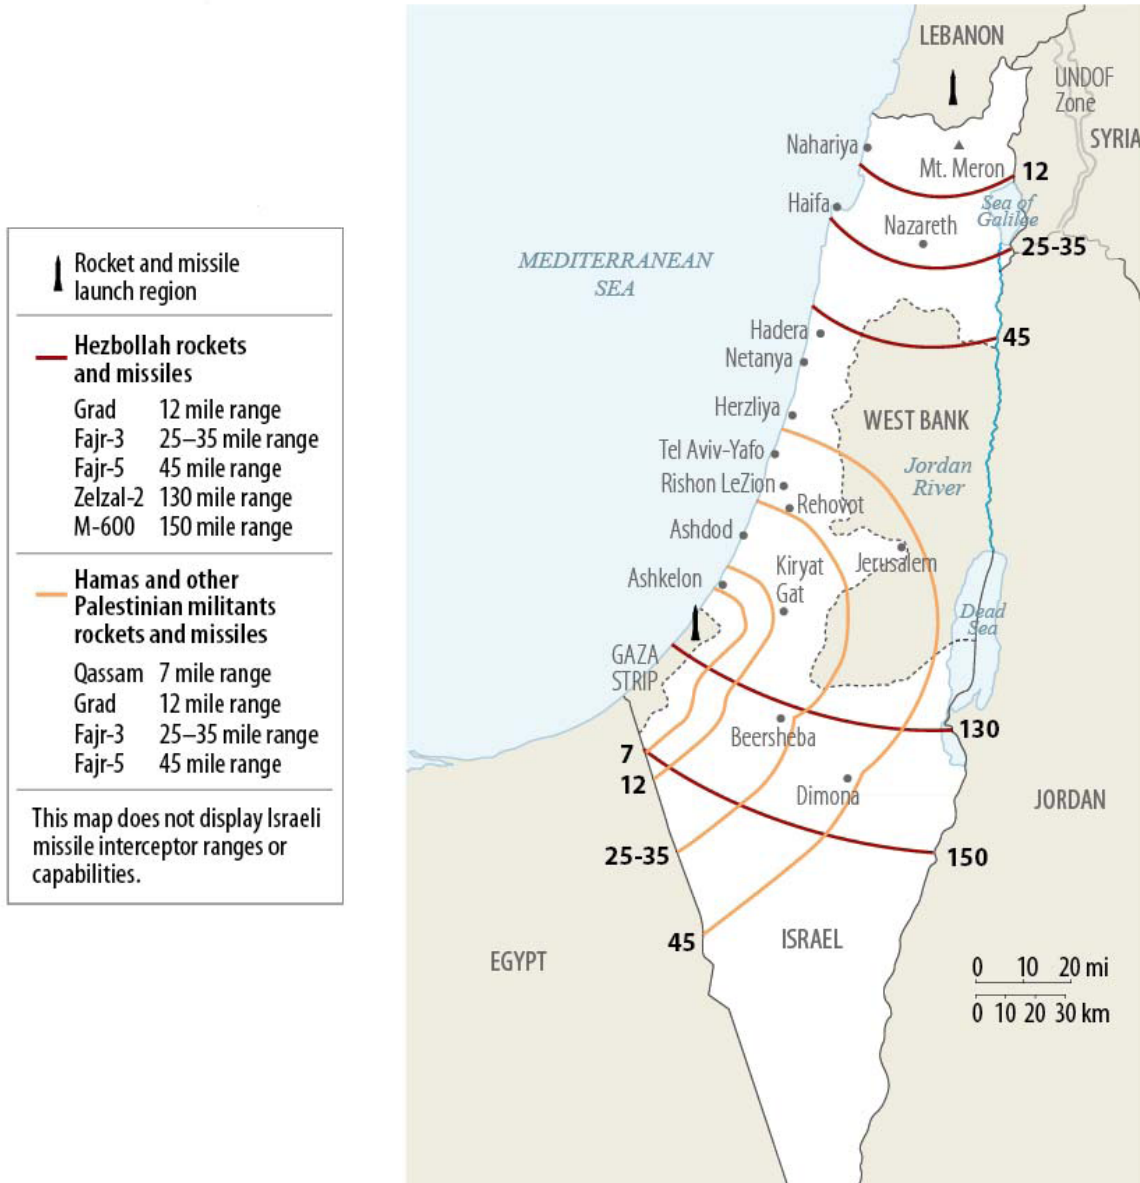 Rocket and missile
launch region
Hezbollah rockets
and missiles
Grad 12 mile range
Fajr-3 25–35 mile range
Fajr-5 45 mile range
Zelzal-2 130 mile range
M-600 150 mile range
Hamas and other
Palestinian militants
rockets and missiles
Qassam 7 mile range
Grad 12 mile range
Fajr-3 25–35 mile range
Fajr-5 45 mile range
This map does not display Israeli
missile interceptor ranges or
capabilities.
LEBANON
UNDOF
Zone
SYRIA
Nahariya
Mt. Meron
12
Haifa
Sea of
Galilee
Nazareth
25-35
MEDITERRANEAN
SEA
Hadera
45
Netanya
Herzliya
WEST BANK
Tel Aviv-Yafo
Jordan
River
Rishon LeZion
Rehovot
Ashdod
Jerusalem
Kiryat
Gat
Ashkelon
Dead
Sea
GAZA
STRIP
130
Beersheba
7
12
Dimona
JORDAN
25-35
150
45
ISRAEL
EGYPT
0 10 20 mi
0 10 20 30 km